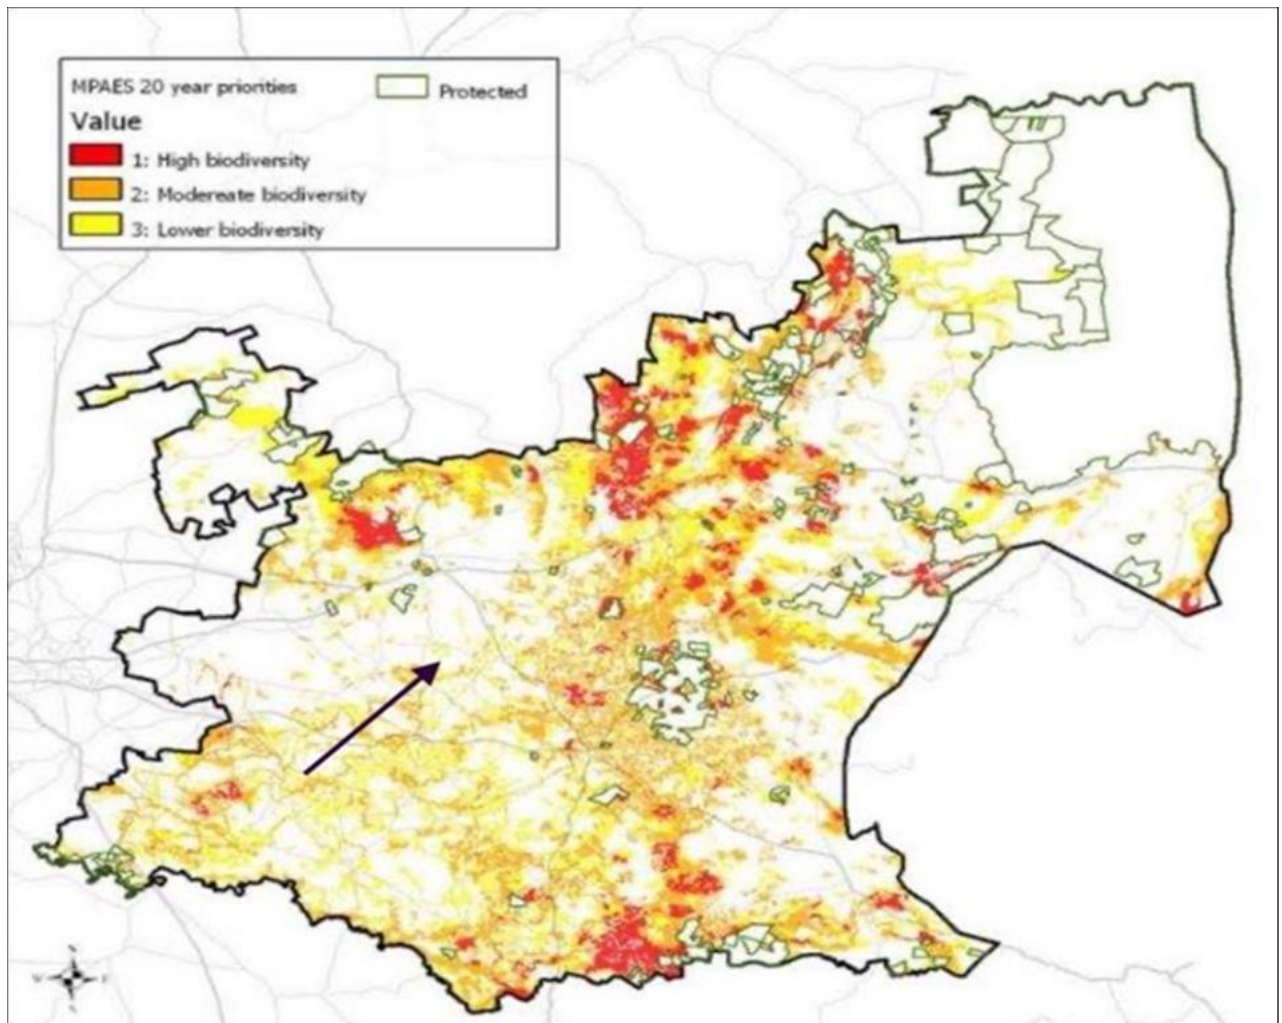 MPAES 20 year priorities
Protected
Value
1: High biodiversity
2: Modereate biodiversity
3: Lower biodiversity
N
W
E
S